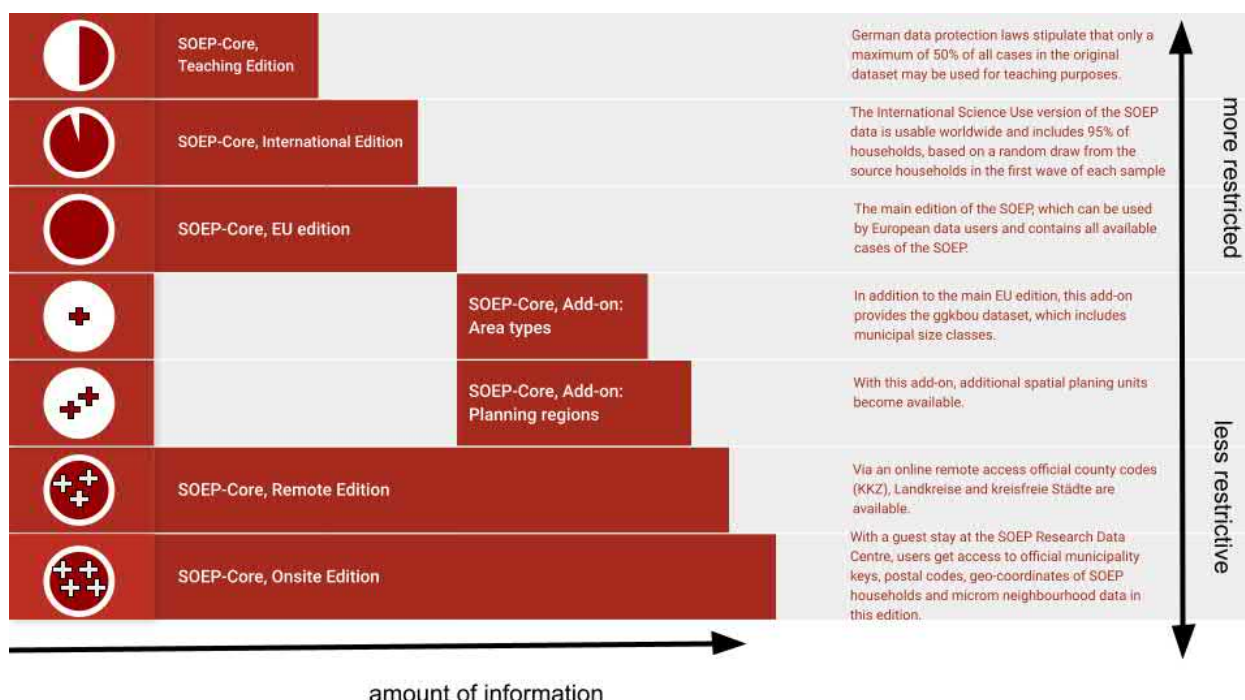 SOEP-Core,
Teaching Edition
German data protection laws stipulate that only a
maximum of 50% of all cases in the original
dataset may be used for teaching purposes.
SOEP-Core, International Edition
The International Science Use version of the SOEP
data is usable worldwide and includes 95% of
households, based on a random draw from the
source households in the first wave of each sample
SOEP-Core, EU edition
The main edition of the SOEP, which can be used
by European data users and contains all available
cases of the SOEP.
SOEP-Core, Add-on:
Area types
In addition to the main EU edition, this add-on
provides the ggkbou dataset, which includes
municipal size classes.
SOEP-Core, Add-on:
Planning regions
With this add-on, additional spatial planing units
become available.
SOEP-Core, Remote Edition
Via an online remote access official county codes
(KKZ), Landkreise and kreisfreie Städte are
available.
SOEP-Core, Onsite Edition
With a guest stay at the SOEP Research Data
Centre, users get access to official municipality
keys, postal codes, geo-coordinates of SOEP
households and microm neighbourhood data in
this edition.
more restricted
less restrictive
amount of information